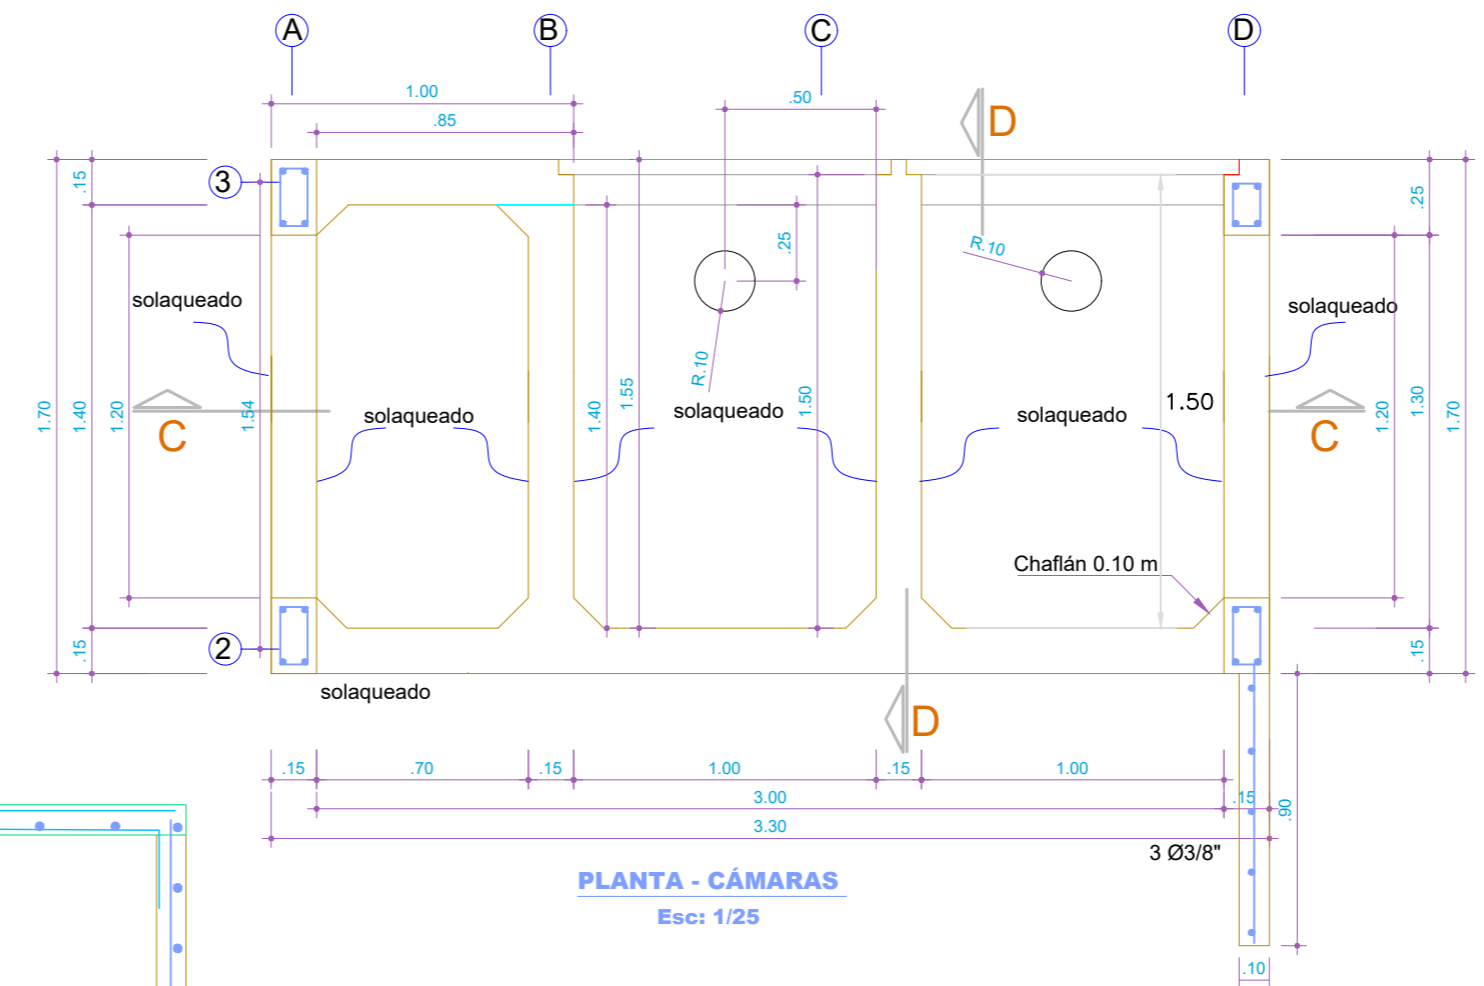 A B C D
1.00 .50
.85
D
3
.15 .25
.25 R.10
solaqueado solaqueado
R.10
1.70 1.40 1.20 1.54 1.40 1.55 1.50 1.50 1.20 1.30 1.70
solaqueado solaqueado solaqueado
C C
Chaflán 0.10 m
2
.15 .15
solaqueado
D
.15 .70 .15 1.00 .15 1.00
3.00 .15
.90
3.30
3 Ø3/8"
PLANTA - CÁMARAS
Esc: 1/25
.10